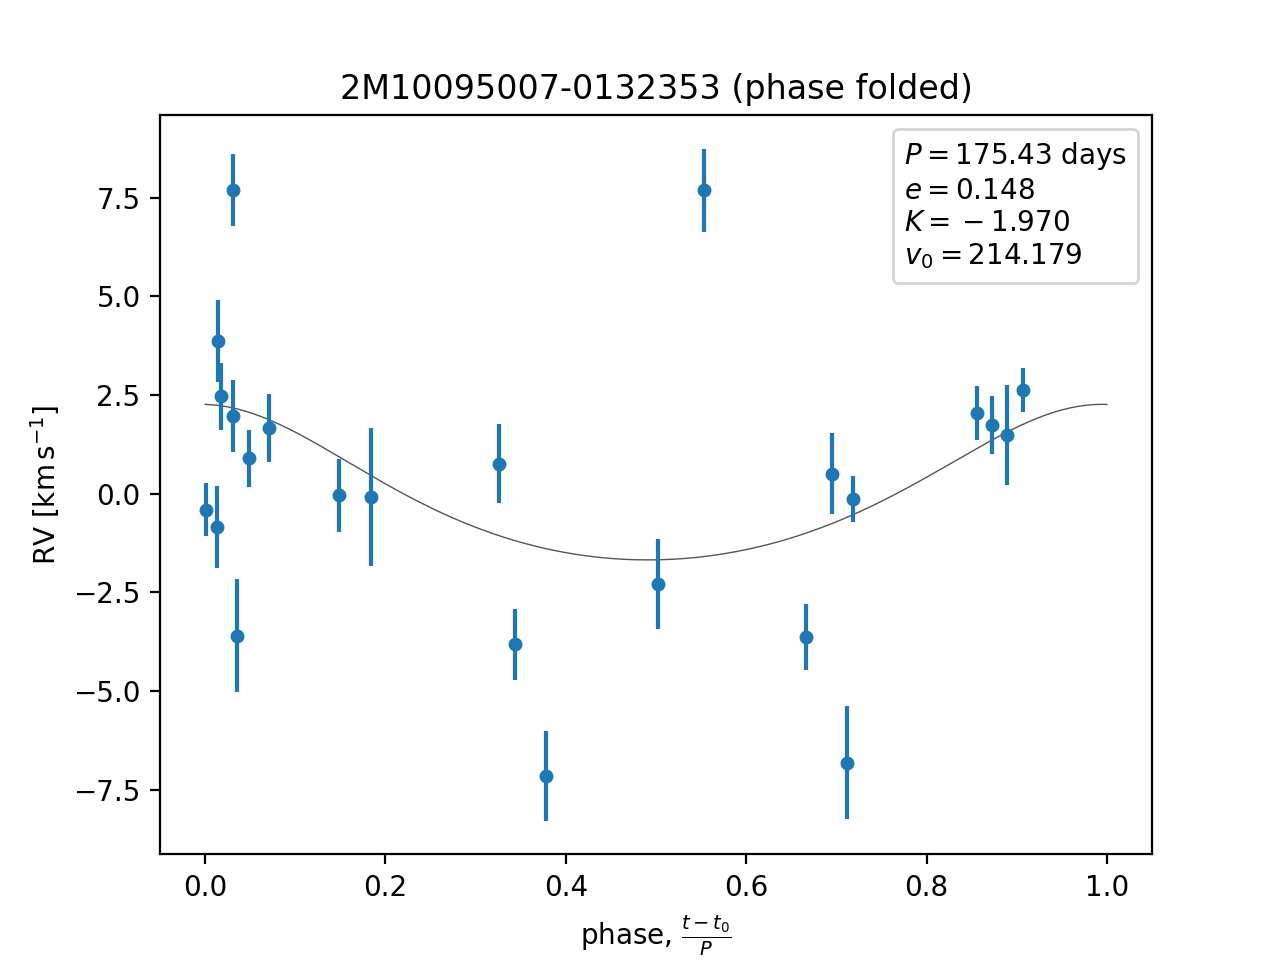 2M10095007-0132353 (phase folded)
P = 175.43 days
e = 0.148
K = −1.970
v₀ = 214.179
RV [km s⁻¹]
7.5
5.0
2.5
0.0
−2.5
−5.0
−7.5
0.0 0.2 0.4 0.6 0.8 1.0
phase, (t − t₀)/P